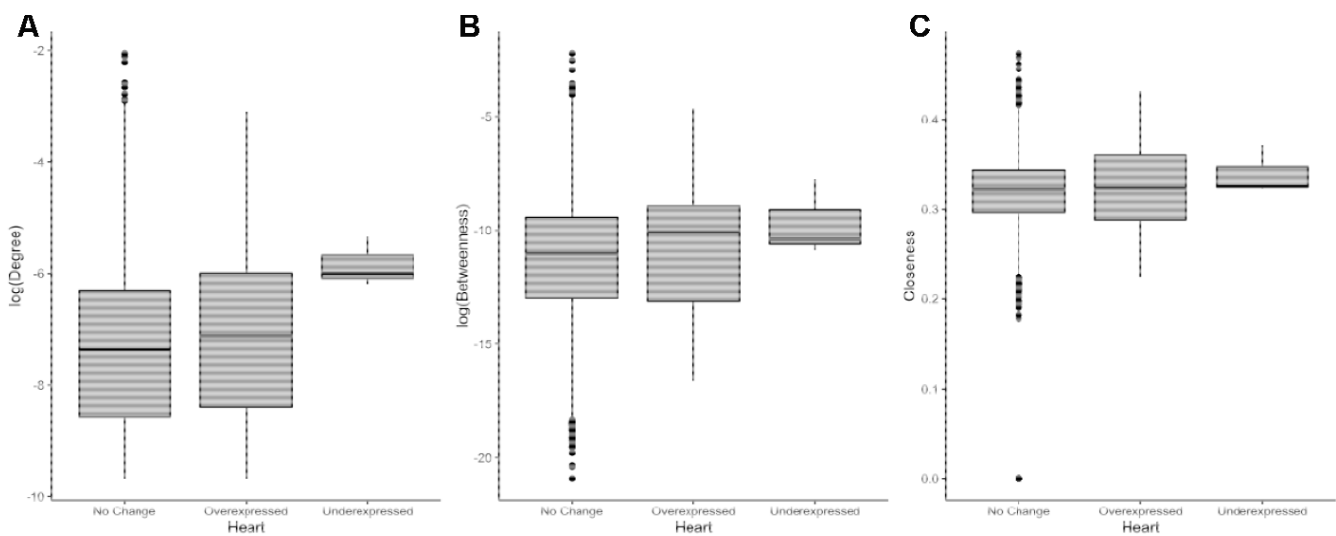 A
log(Degree)
-2
-4
-6
-8
-10
No Change Overexpressed Underexpressed
Heart
B
log(Betweenness)
-5
-10
-15
-20
No Change Overexpressed Underexpressed
Heart
C
Closeness
0.4
0.3
0.2
0.1
0.0
No Change Overexpressed Underexpressed
Heart